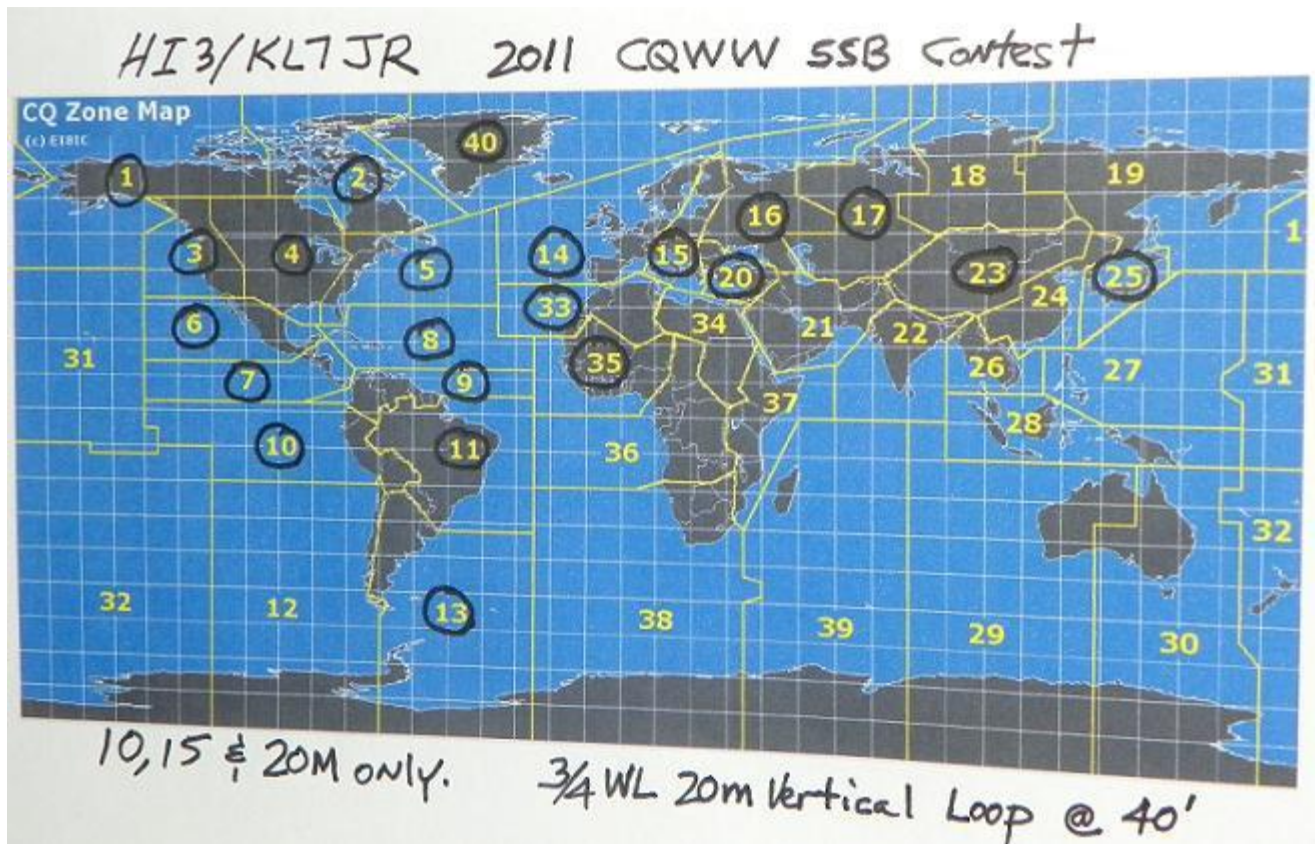 HI3/KL7JR 2011 CQWW SSB Contest
CQ Zone Map
(c) EI8IC
40
1 2 18 19
16 17
3 4 5 14 15 20 23 25 1
33 24
6 8 34 21 22
31 7 9 35 26 27 31
37
10 11 36 28
32
32 12 13 38 39 29 30
10,15 & 20M ONLY. 3/4 WL 20m Vertical Loop @ 40'